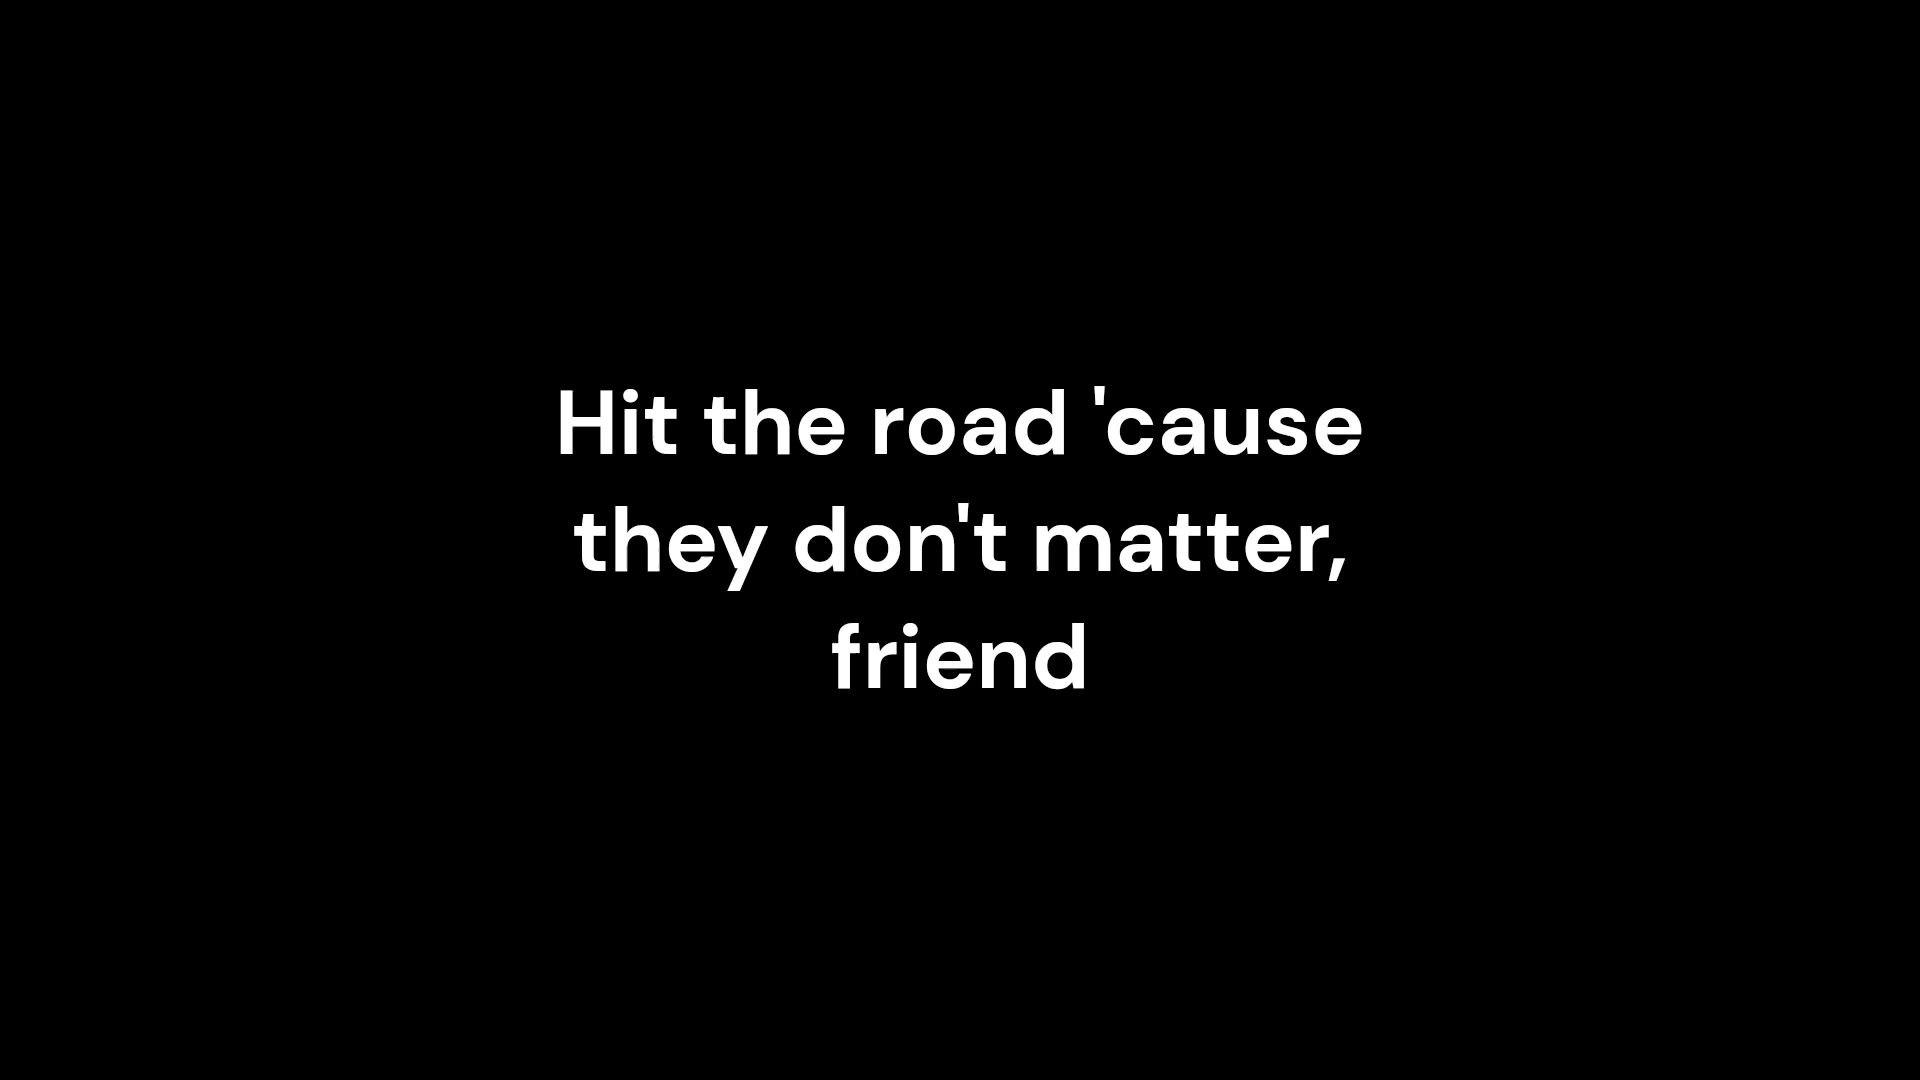 Hit the road 'cause
they don't matter,
friend